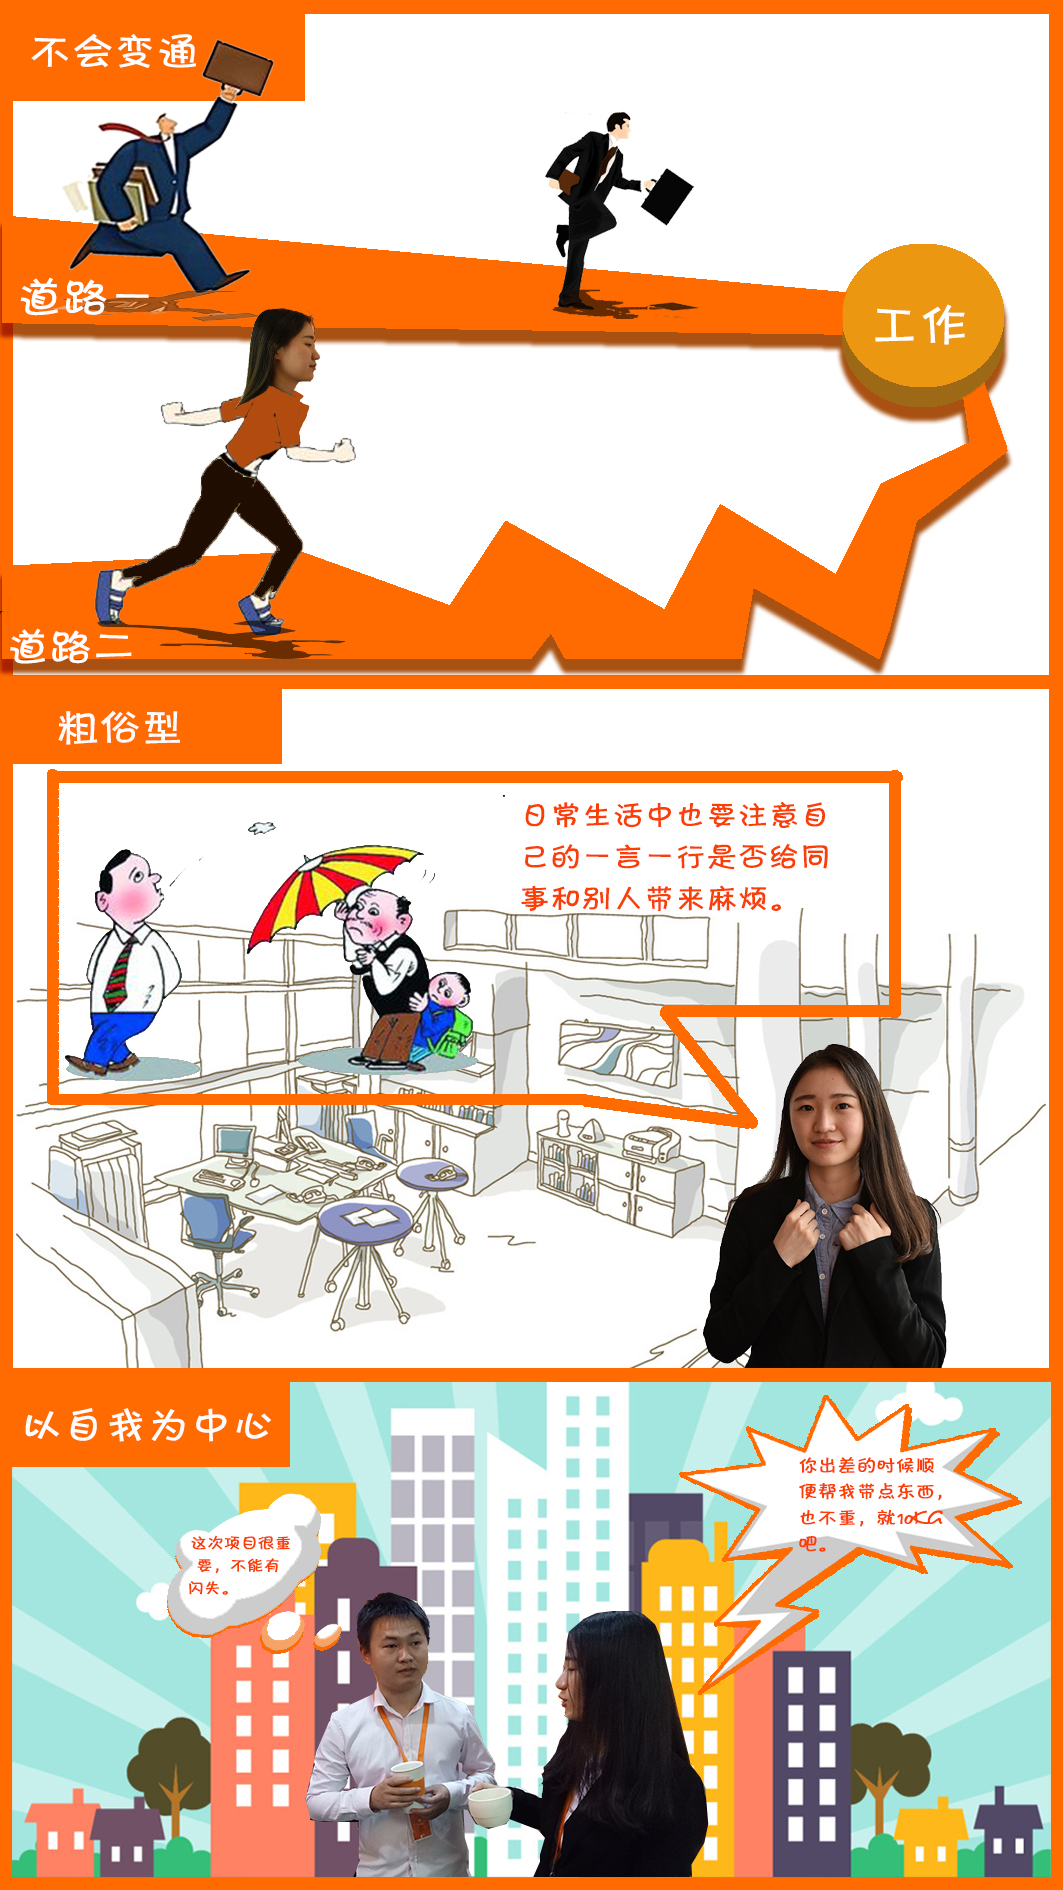 不会变通
道路一
工作
道路二
粗俗型
日常生活中也要注意自
己的一言一行是否给同
事和别人带来麻烦。
以自我为中心
你出差的时候顺
便帮我带点东西，
也不重，就10KG
吧。
这次项目很重
要，不能有
闪失。